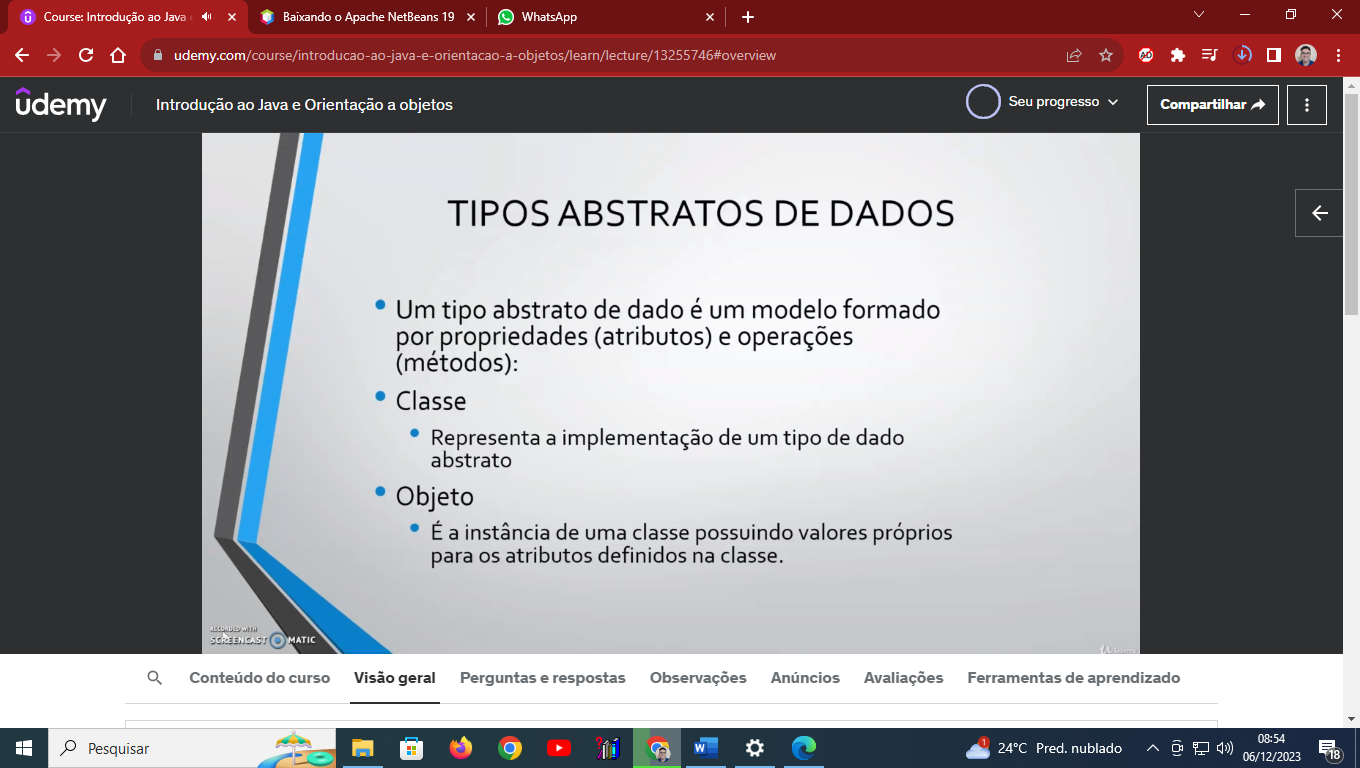 Course: Introdução ao Java
Baixando o Apache NetBeans 19
WhatsApp
udemy.com/course/introducao-ao-java-e-orientacao-a-objetos/learn/lecture/13255746#overview
ûdemy
Introdução ao Java e Orientação a objetos
Seu progresso
Compartilhar
TIPOS ABSTRATOS DE DADOS
• Um tipo abstrato de dado é um modelo formado
por propriedades (atributos) e operações
(métodos):
• Classe
• Representa a implementação de um tipo de dado
abstrato
• Objeto
• É a instância de uma classe possuindo valores próprios
para os atributos definidos na classe.
RECORDED WITH
SCREENCAST MATIC
Udemy
Conteúdo do curso Visão geral Perguntas e respostas Observações Anúncios Avaliações Ferramentas de aprendizado
Pesquisar
1
24°C Pred. nublado
08:54
06/12/2023
18